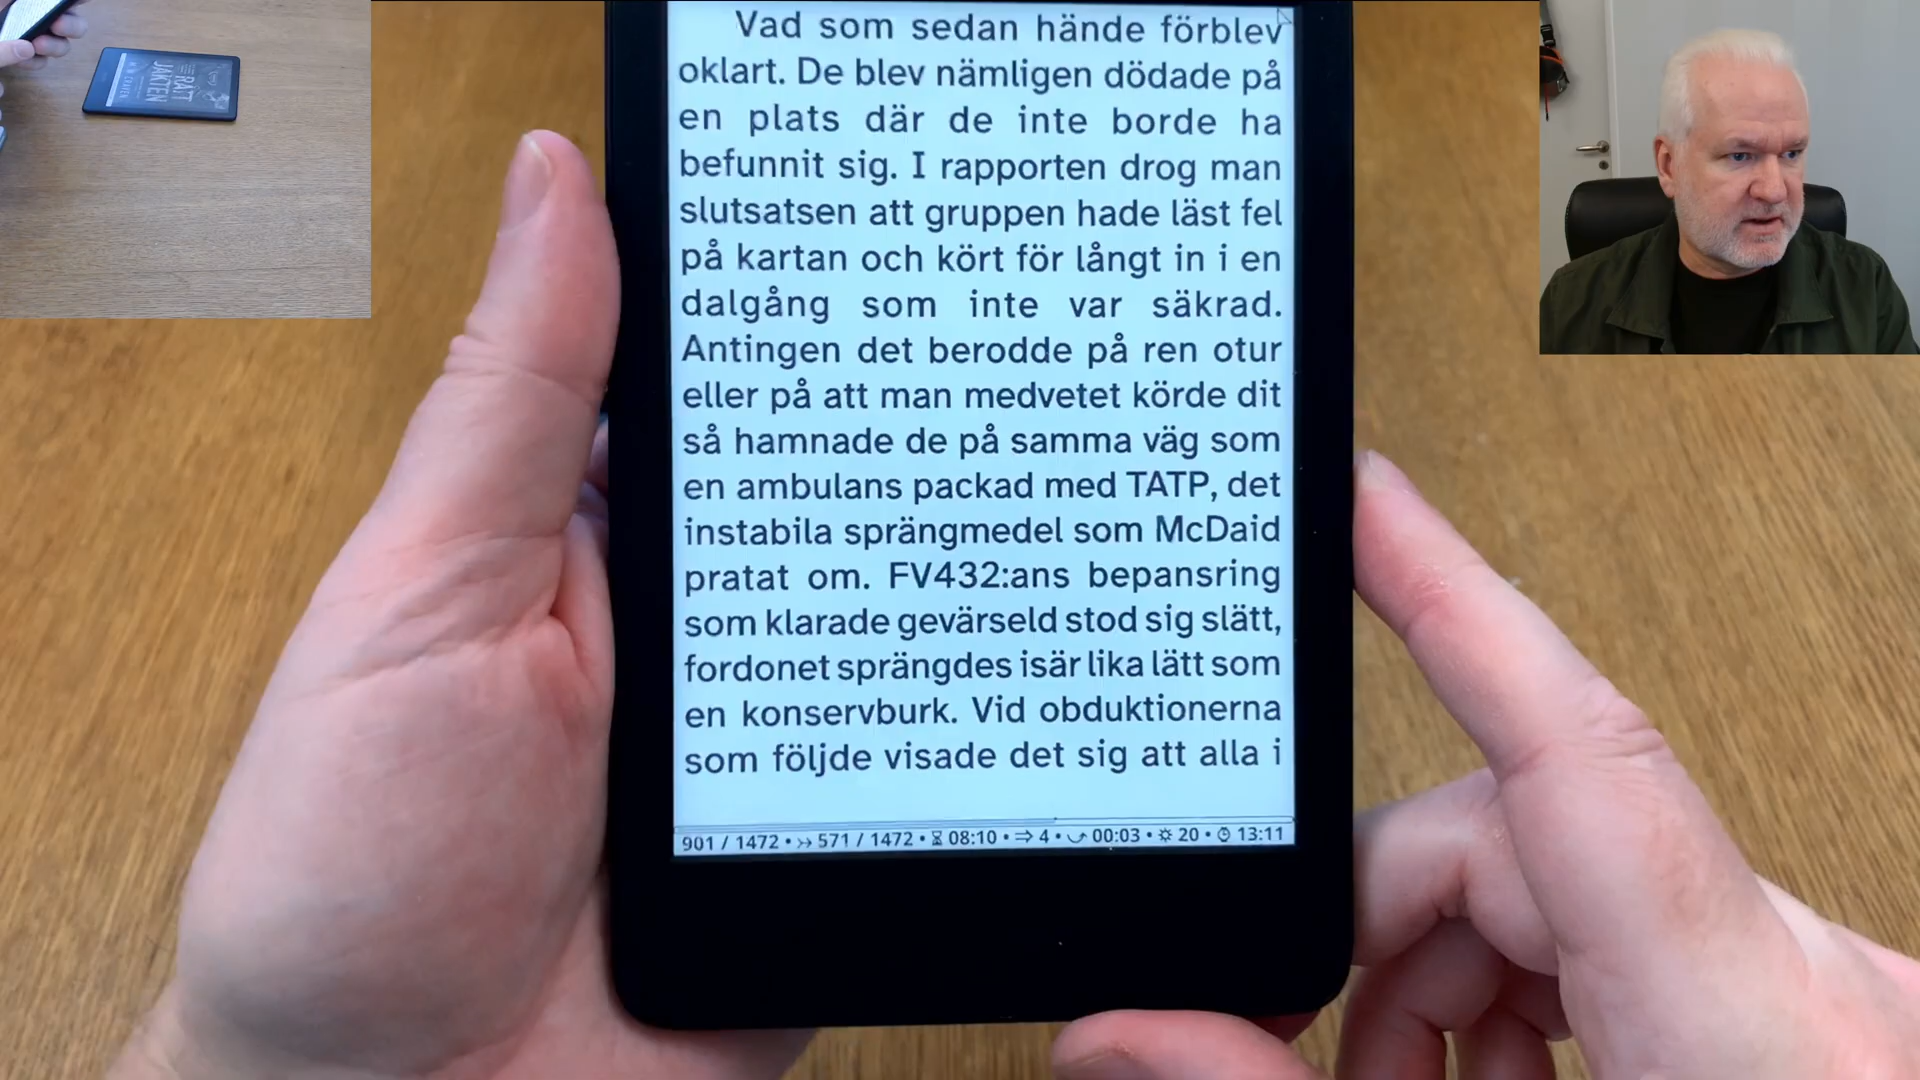 RÅTT
JAKTEN
M.W. CRAVEN
Vad som sedan hände förblev
oklart. De blev nämligen dödade på
en plats där de inte borde ha
befunnit sig. I rapporten drog man
slutsatsen att gruppen hade läst fel
på kartan och kört för långt in i en
dalgång som inte var säkrad.
Antingen det berodde på ren otur
eller på att man medvetet körde dit
så hamnade de på samma väg som
en ambulans packad med TATP, det
instabila sprängmedel som McDaid
pratat om. FV432:ans bepansring
som klarade gevärseld stod sig slätt,
fordonet sprängdes isär lika lätt som
en konservburk. Vid obduktionerna
som följde visade det sig att alla i
901 / 1472 • ↣ 571 / 1472 • ⧖ 08:10 • ⇒ 4 • ⤻ 00:03 • ☼ 20 • ⌚ 13:11